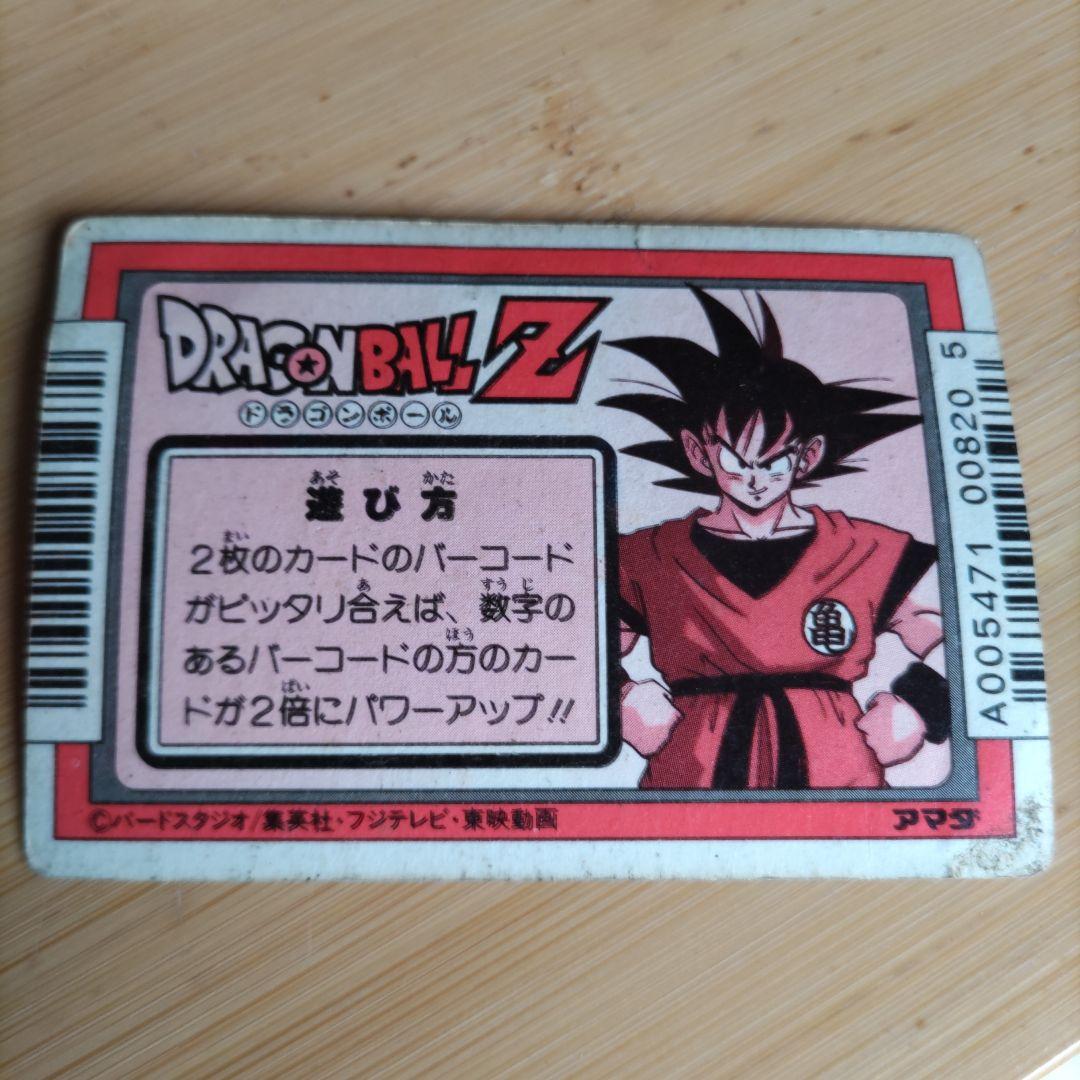 DRAGONBALL Z
ドラゴンボール
遊び方
あそ かた
2枚のカードのバーコード
まい
がピッタリ合えば、数字の
あ すうじ
あるバーコードの方のカー
ほう
ドが2倍にパワーアップ!!
ばい
亀
A005471 00820 5
©バードスタジオ/集英社・フジテレビ・東映動画
アマダ